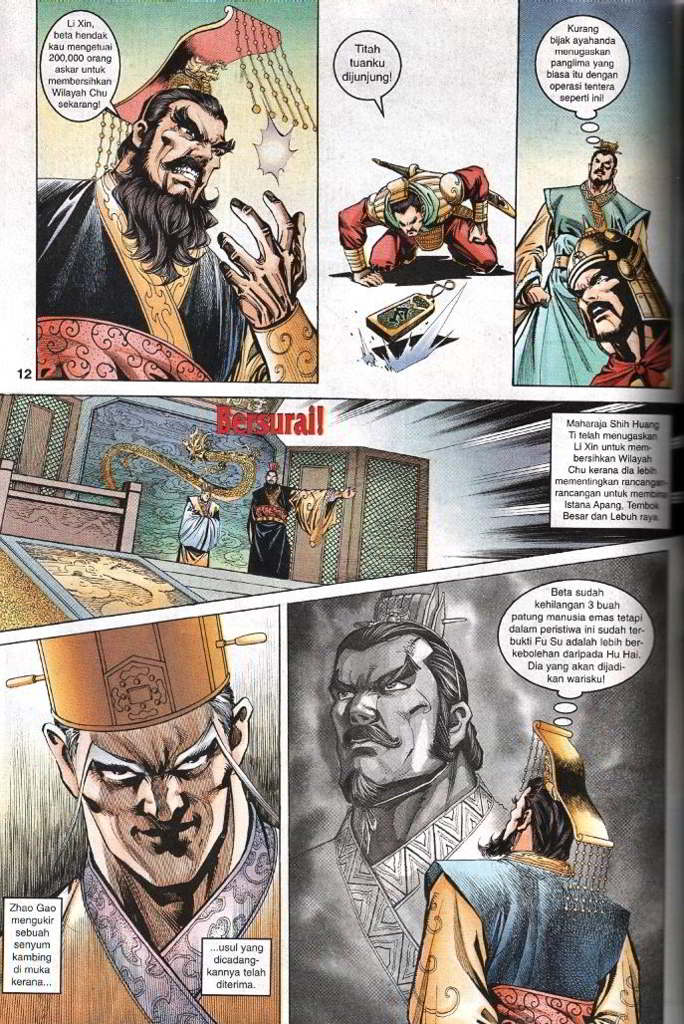 Li Xin,
beta hendak
kau mengetuai
200,000 orang
askar untuk
membersihkan
Wilayah Chu
sekarang!
Titah
tuanku
dijunjung!
Kurang
bijak ayahanda
menugaskan
panglima yang
biasa itu dengan
operasi tentera
seperti ini!
12
Bersurai!
Maharaja Shih Huang
Ti telah menugaskan
Li Xin untuk mem-
bersihkan Wilayah
Chu kerana dia lebih
mementingkan rancangan-
rancangan untuk membina
Istana Apang, Tembok
Besar dan Lebuh raya.
Beta sudah
kehilangan 3 buah
patung manusia emas tetapi
dalam peristiwa ini sudah ter-
bukti Fu Su adalah lebih ber-
kebolehan daripada Hu Hai.
Dia yang akan dijadi-
kan warisku!
Zhao Gao
mengukir
sebuah
senyum
kambing
di muka
kerana...
...usul yang
dicadang-
kannya telah
diterima.